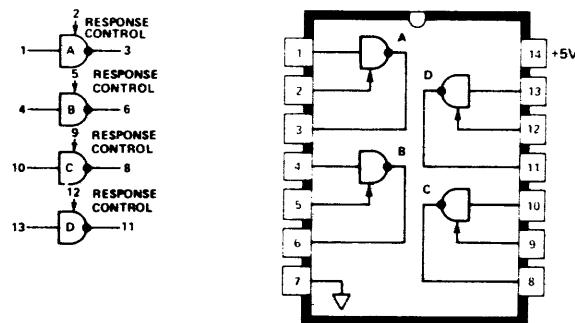 2 RESPONSE
CONTROL
1 A 3
5 RESPONSE
CONTROL
4 B 6
9 RESPONSE
CONTROL
10 C 8
12 RESPONSE
CONTROL
13 D 11
1 A 14 +5V
2 D 13
3 12
4 B 11
5 C 10
6 9
7 8